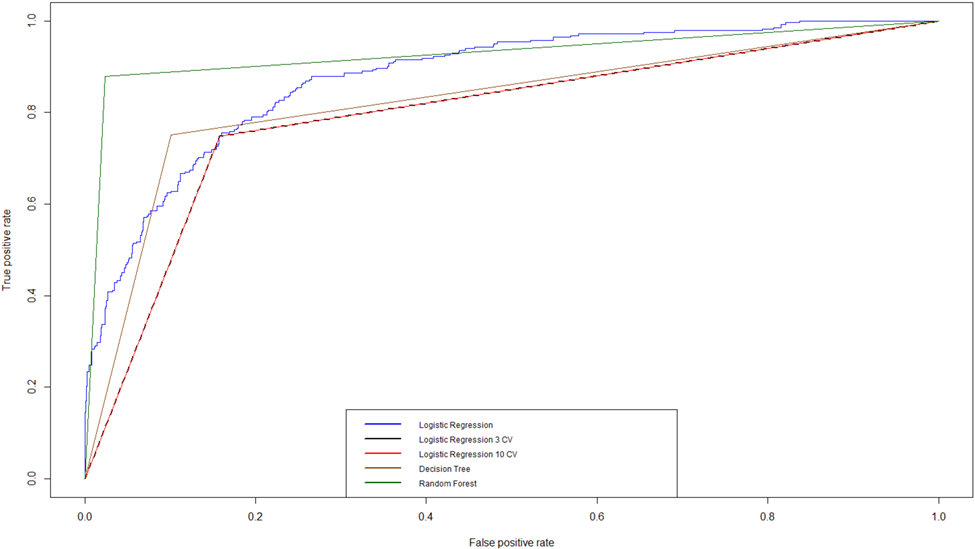 1.0
0.8
0.6
0.4
0.2
0.0
True positive rate
Logistic Regression
Logistic Regression 3 CV
Logistic Regression 10 CV
Decision Tree
Random Forest
0.0 0.2 0.4 0.6 0.8 1.0
False positive rate